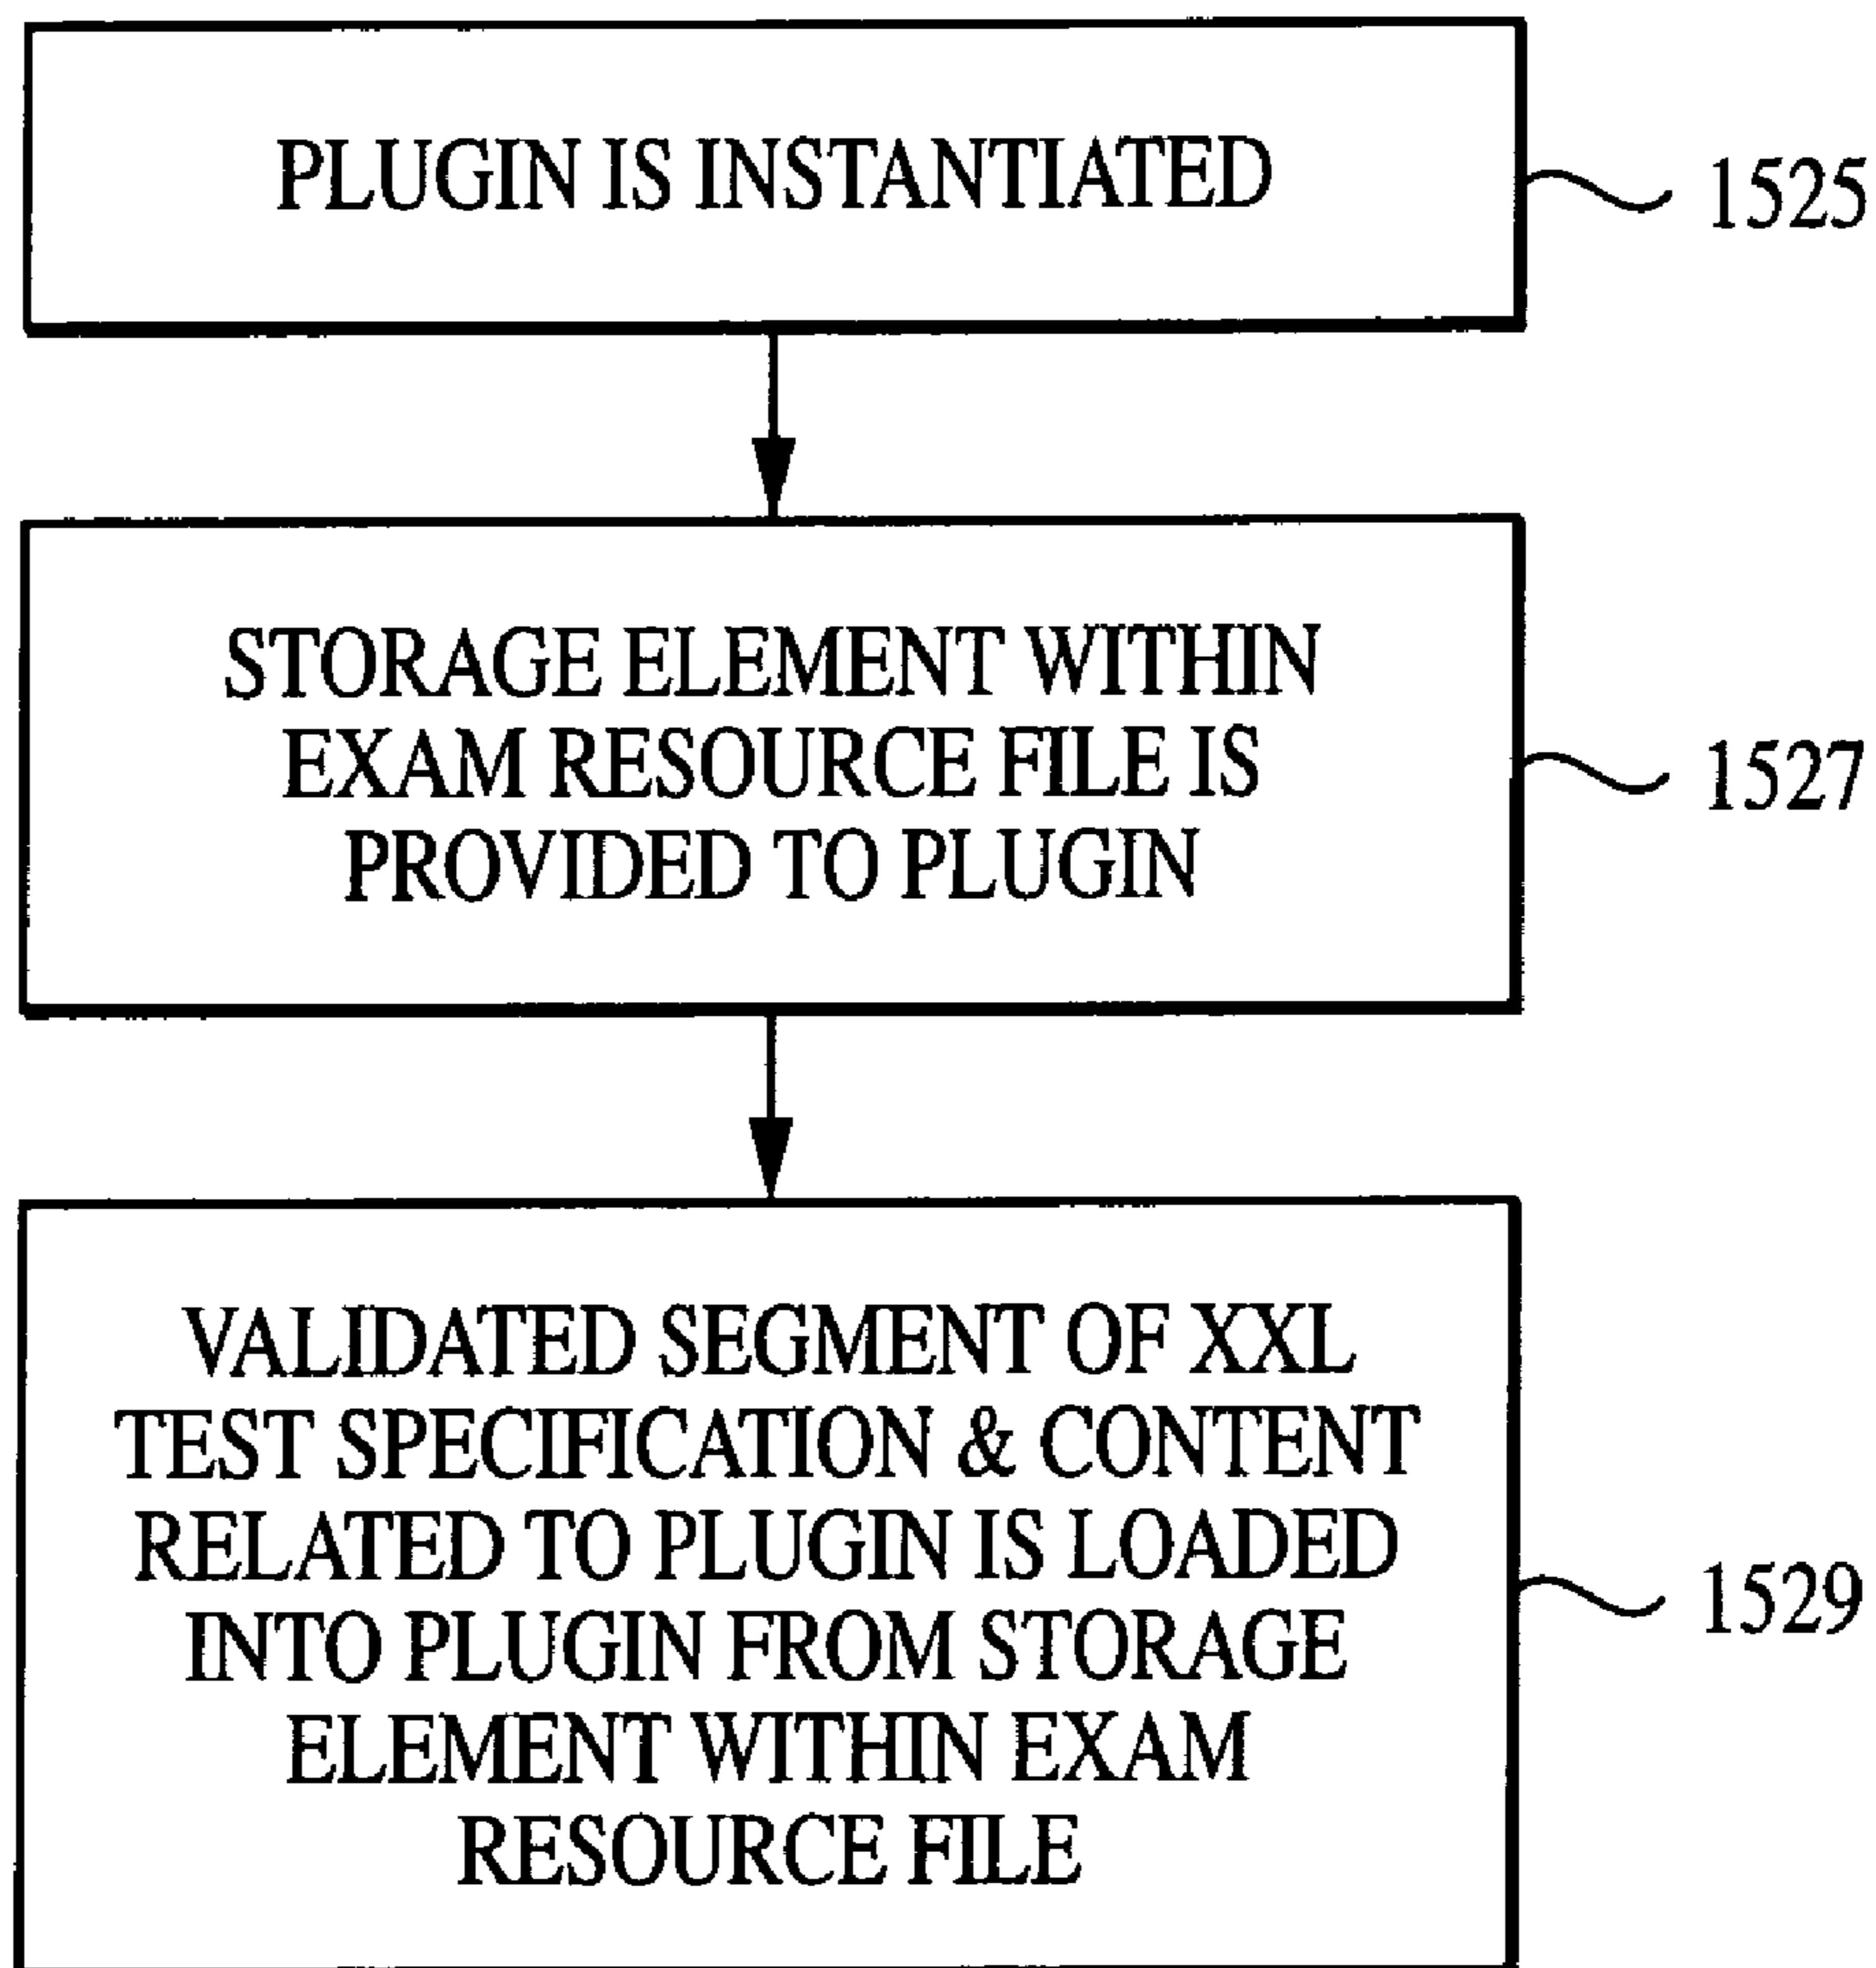 PLUGIN IS INSTANTIATED
1525
STORAGE ELEMENT WITHIN
EXAM RESOURCE FILE IS
PROVIDED TO PLUGIN
1527
VALIDATED SEGMENT OF XXL
TEST SPECIFICATION & CONTENT
RELATED TO PLUGIN IS LOADED
INTO PLUGIN FROM STORAGE
ELEMENT WITHIN EXAM
RESOURCE FILE
1529